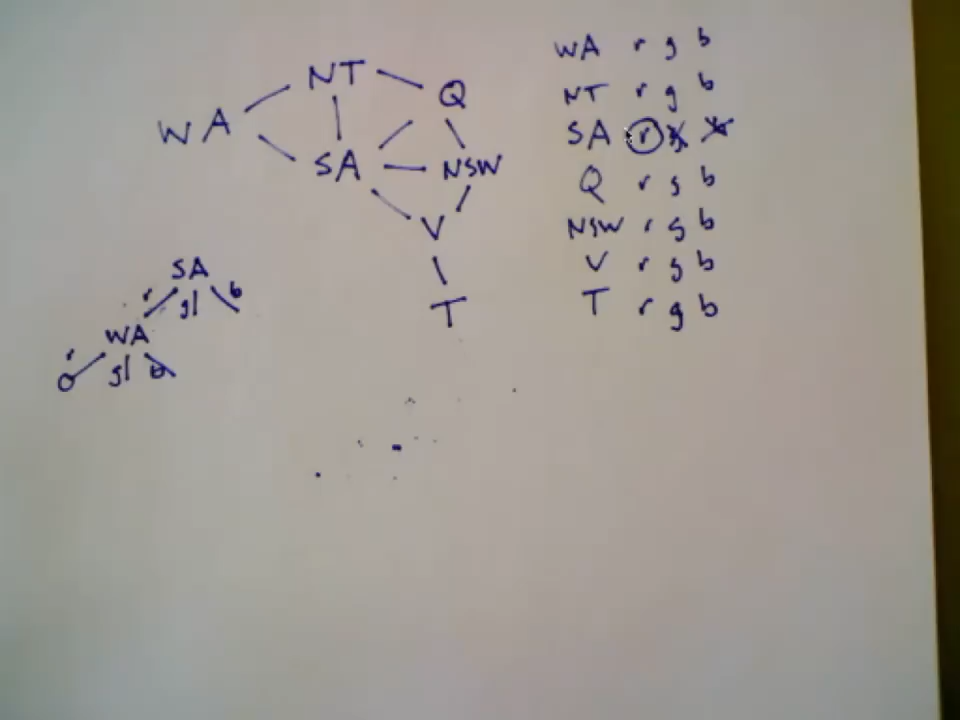 NT
Q
WA
SA
NSW
V
T
WA r g b
NT r g b
SA r g b
Q r g b
NSW r g b
V r g b
T r g b
SA
r g b
WA
r g b